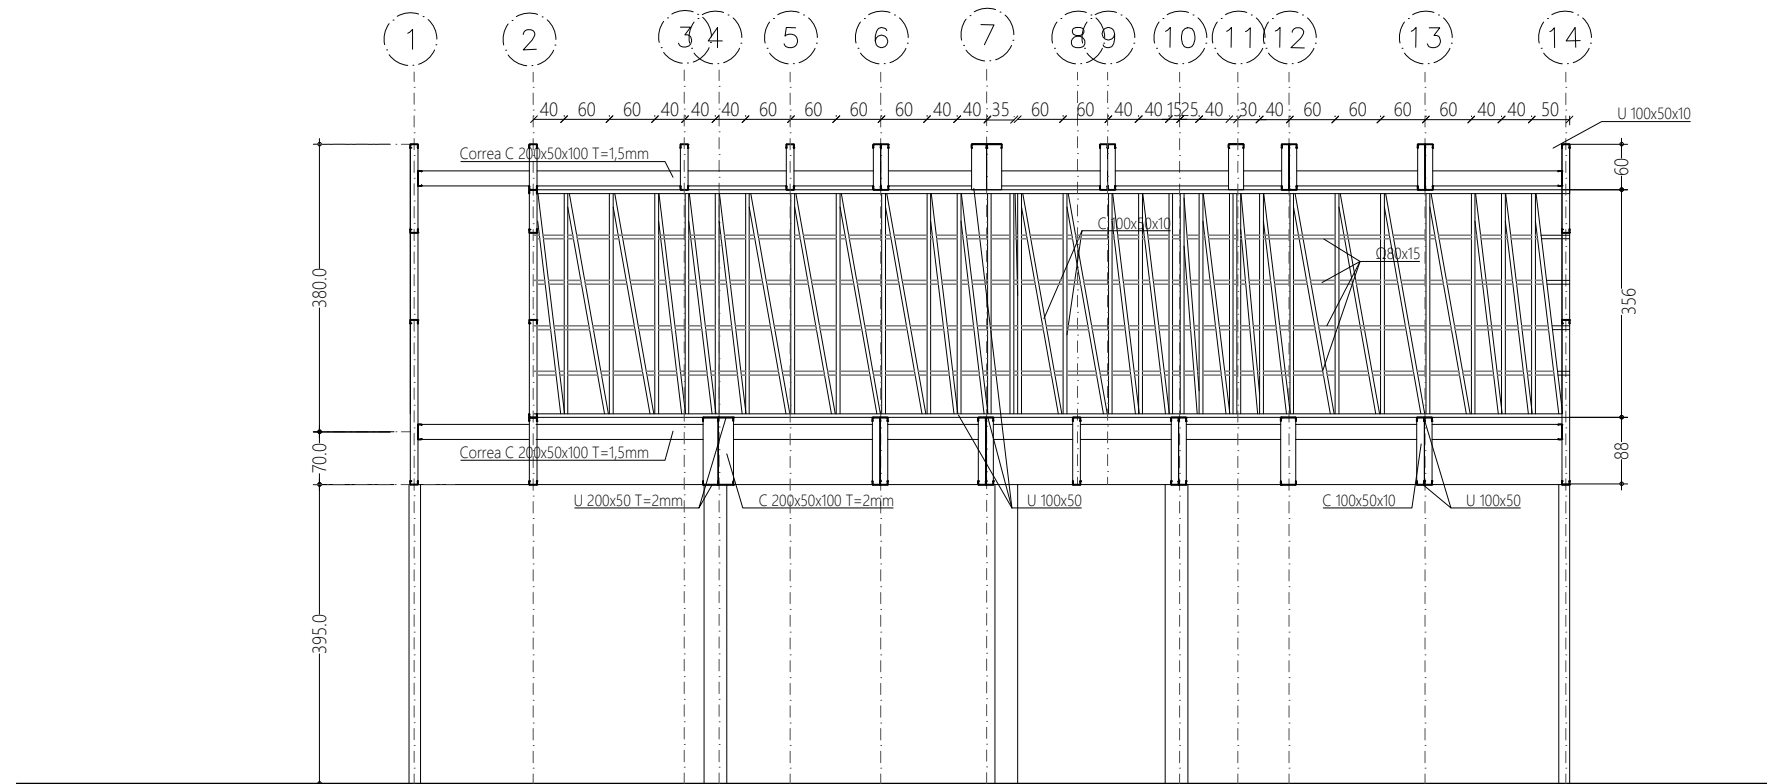 1 2 3 4 5 6 7 8 9 10 11 12 13 14
40 60 60 40 40 40 60 60 60 60 40 40 35 60 60 40 40 15 25 40 30 40 60 60 60 60 40 40 50
U 100x50x10
Correa C 200x50x100 T=1,5mm
60
C 100x50x10
Ω80x15
380.0
356
Correa C 200x50x100 T=1,5mm
70.0
88
U 200x50 T=2mm
C 200x50x100 T=2mm
U 100x50
C 100x50x10
U 100x50
395.0